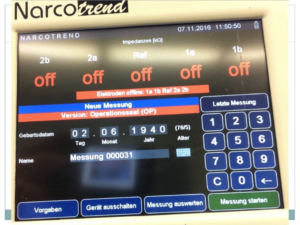 Narcotrend
NARCOTREND
07.11.2016 11:50:50
Impedanzen [kΩ]
2b 2a Ref 1a 1b
off off off off off
Elektroden offline: 1a 1b Ref 2a 2b
Neue Messung
Version: Operationssaal (OP)
Letzte Messung
Geburtsdatum 02 . 06 . 1940 (76/5)
Tag Monat Jahr Alter
Name Messung 000031
1 2 3
4 5 6
7 8 9
C 0 ←
Vorgaben
Gerät ausschalten
Messung auswerten
Messung starten